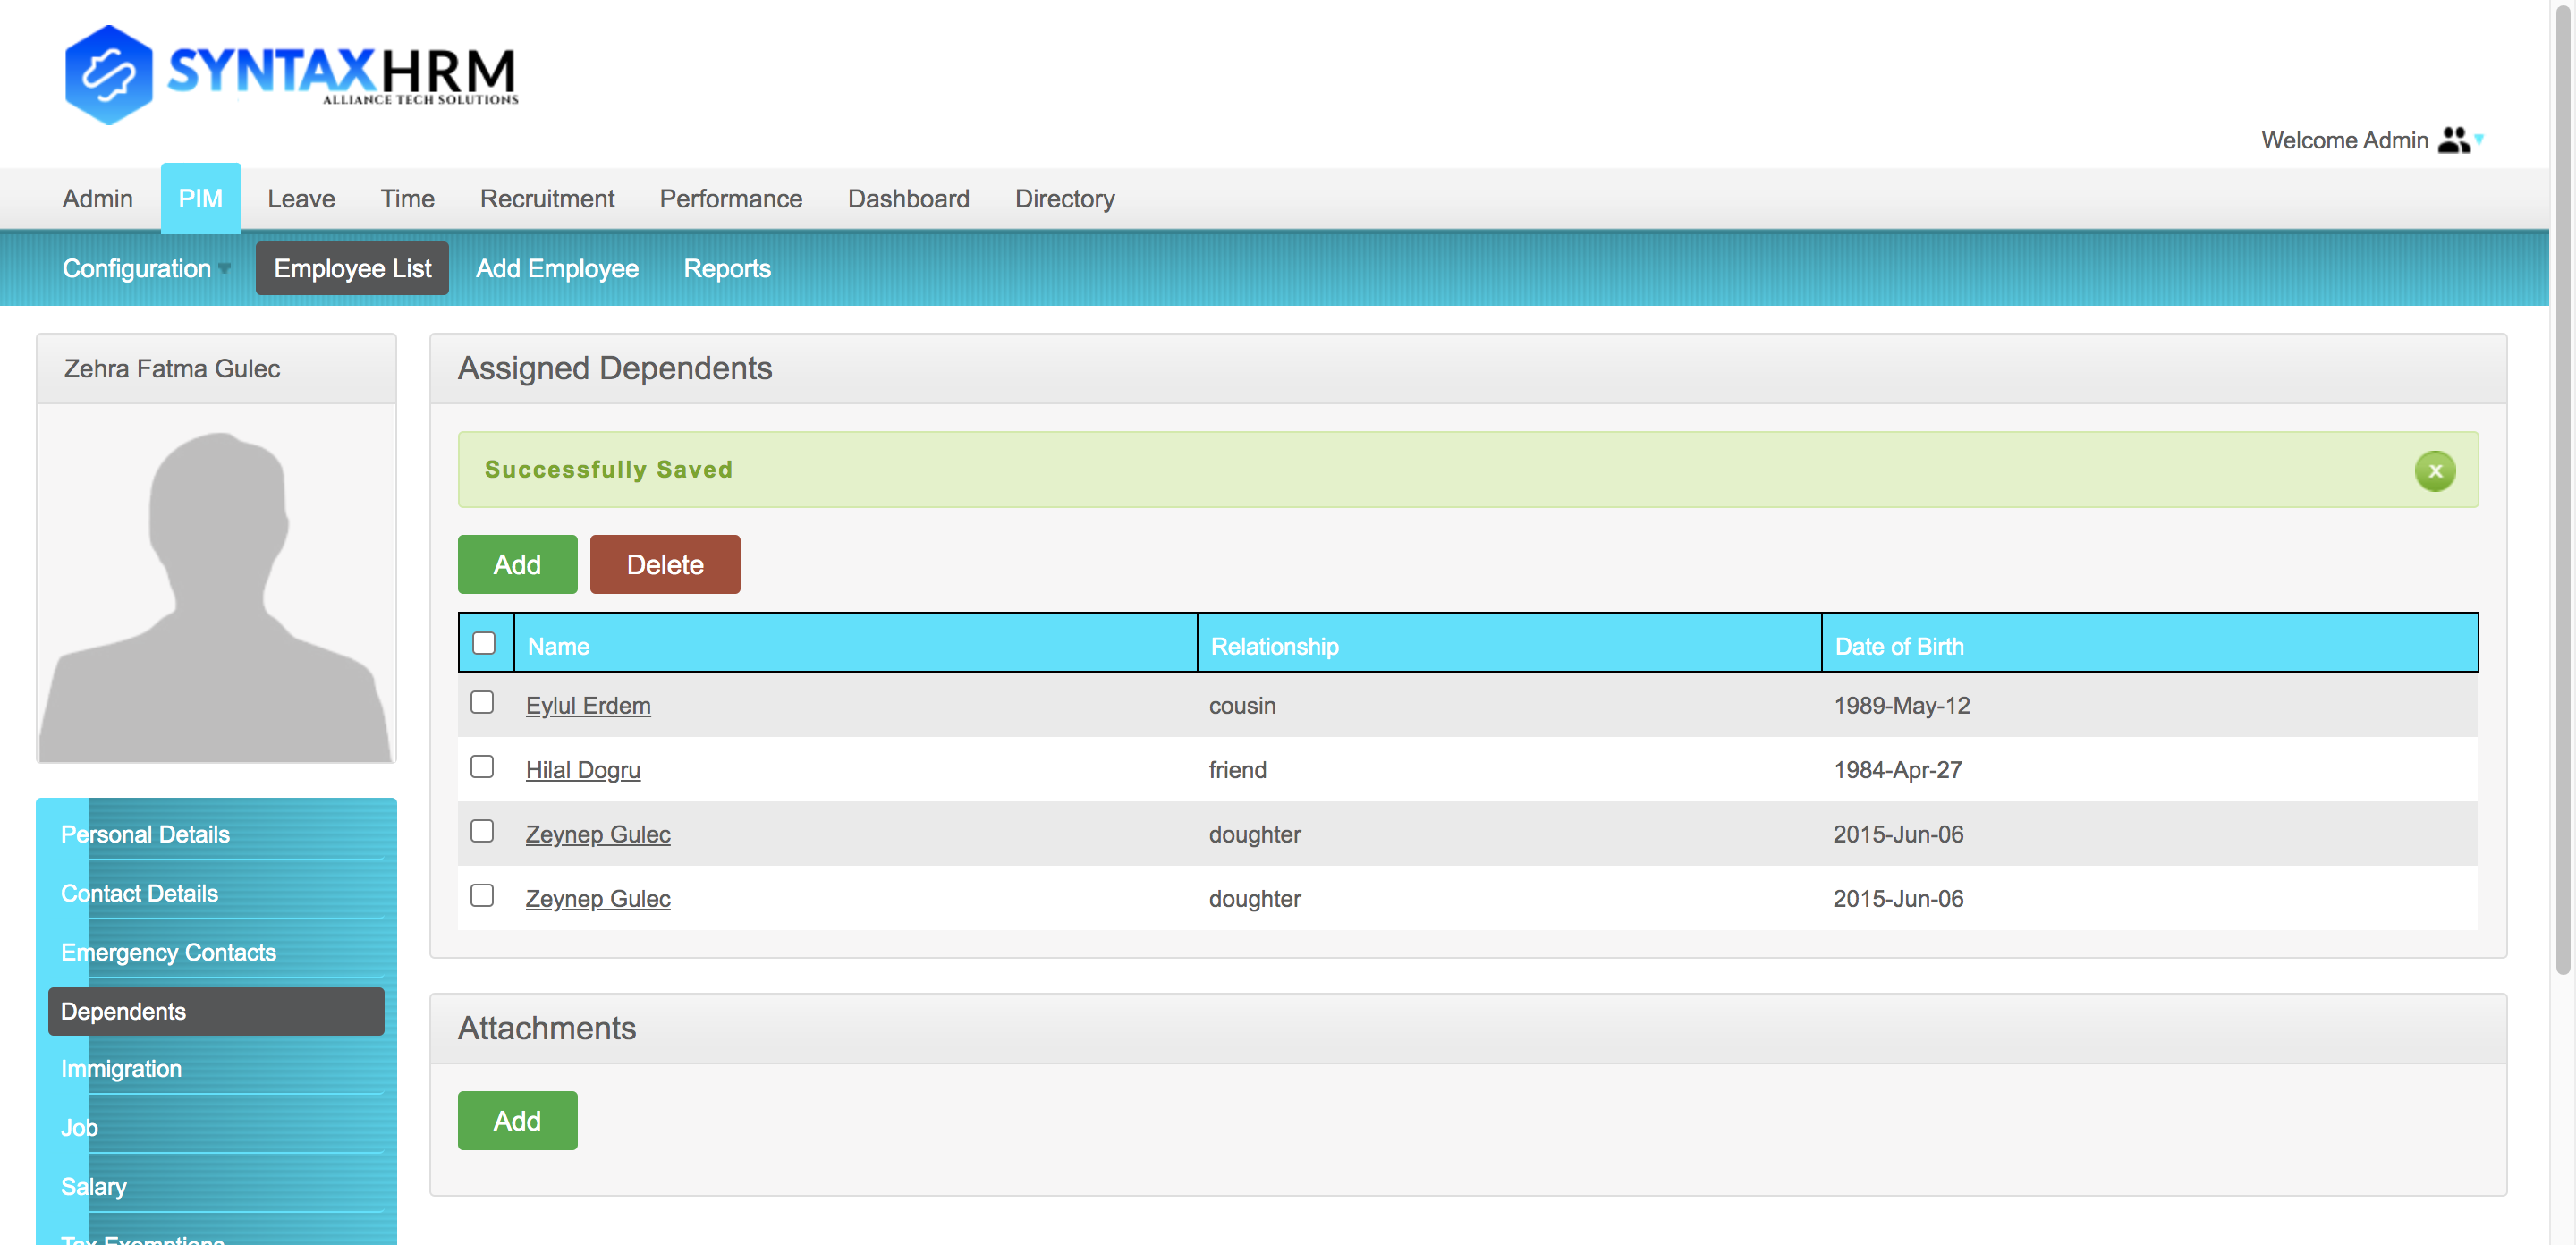 SYNTAXHRM
ALLIANCE TECH SOLUTIONS
Welcome Admin
Admin PIM Leave Time Recruitment Performance Dashboard Directory
Configuration Employee List Add Employee Reports
Zehra Fatma Gulec
Assigned Dependents
Successfully Saved
x
Add Delete
Name Relationship Date of Birth
Eylul Erdem cousin 1989-May-12
Hilal Dogru friend 1984-Apr-27
Zeynep Gulec doughter 2015-Jun-06
Zeynep Gulec doughter 2015-Jun-06
Personal Details
Contact Details
Emergency Contacts
Dependents
Immigration
Job
Salary
Tax Exemptions
Attachments
Add